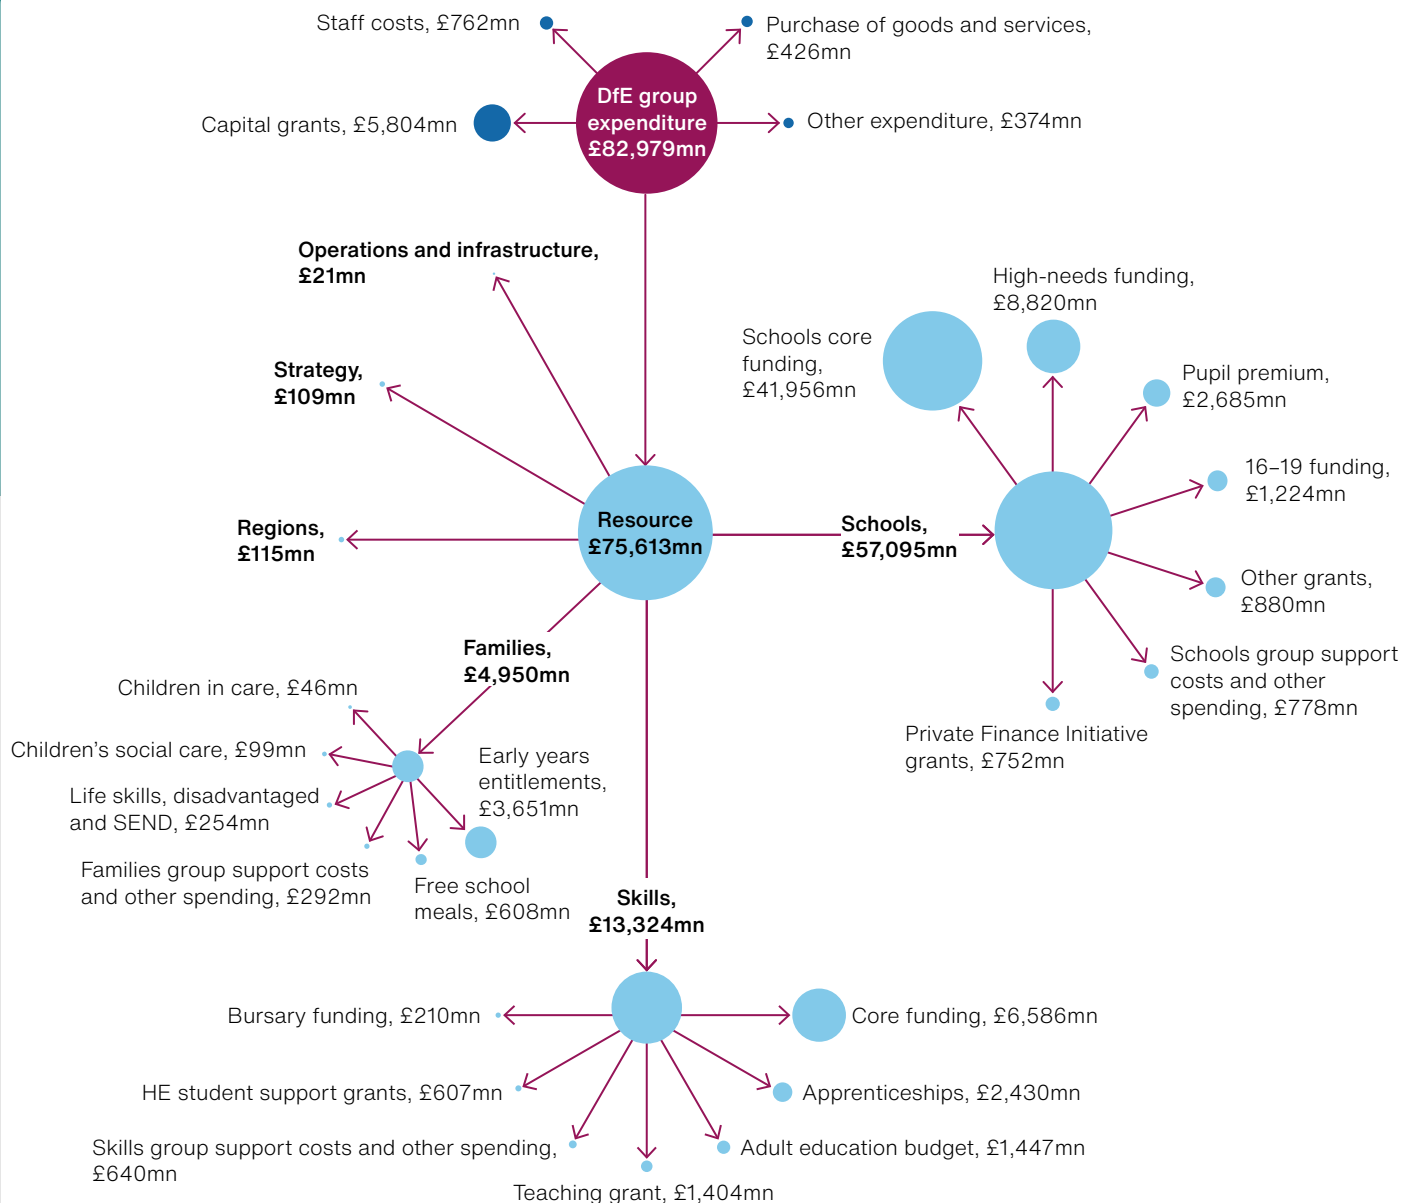 Staff costs, £762mn
Purchase of goods and services,
£426mn
DfE group
expenditure
£82,979mn
Capital grants, £5,804mn
Other expenditure, £374mn
Operations and infrastructure,
£21mn
Strategy,
£109mn
Regions,
£115mn
Resource
£75,613mn
Schools,
£57,095mn
Schools core
funding,
£41,956mn
High-needs funding,
£8,820mn
Pupil premium,
£2,685mn
16–19 funding,
£1,224mn
Other grants,
£880mn
Schools group support
costs and other
spending, £778mn
Private Finance Initiative
grants, £752mn
Families,
£4,950mn
Children in care, £46mn
Children’s social care, £99mn
Life skills, disadvantaged
and SEND, £254mn
Families group support costs
and other spending, £292mn
Free school
meals, £608mn
Early years
entitlements,
£3,651mn
Skills,
£13,324mn
Bursary funding, £210mn
Core funding, £6,586mn
HE student support grants, £607mn
Apprenticeships, £2,430mn
Skills group support costs and other spending,
£640mn
Adult education budget, £1,447mn
Teaching grant, £1,404mn